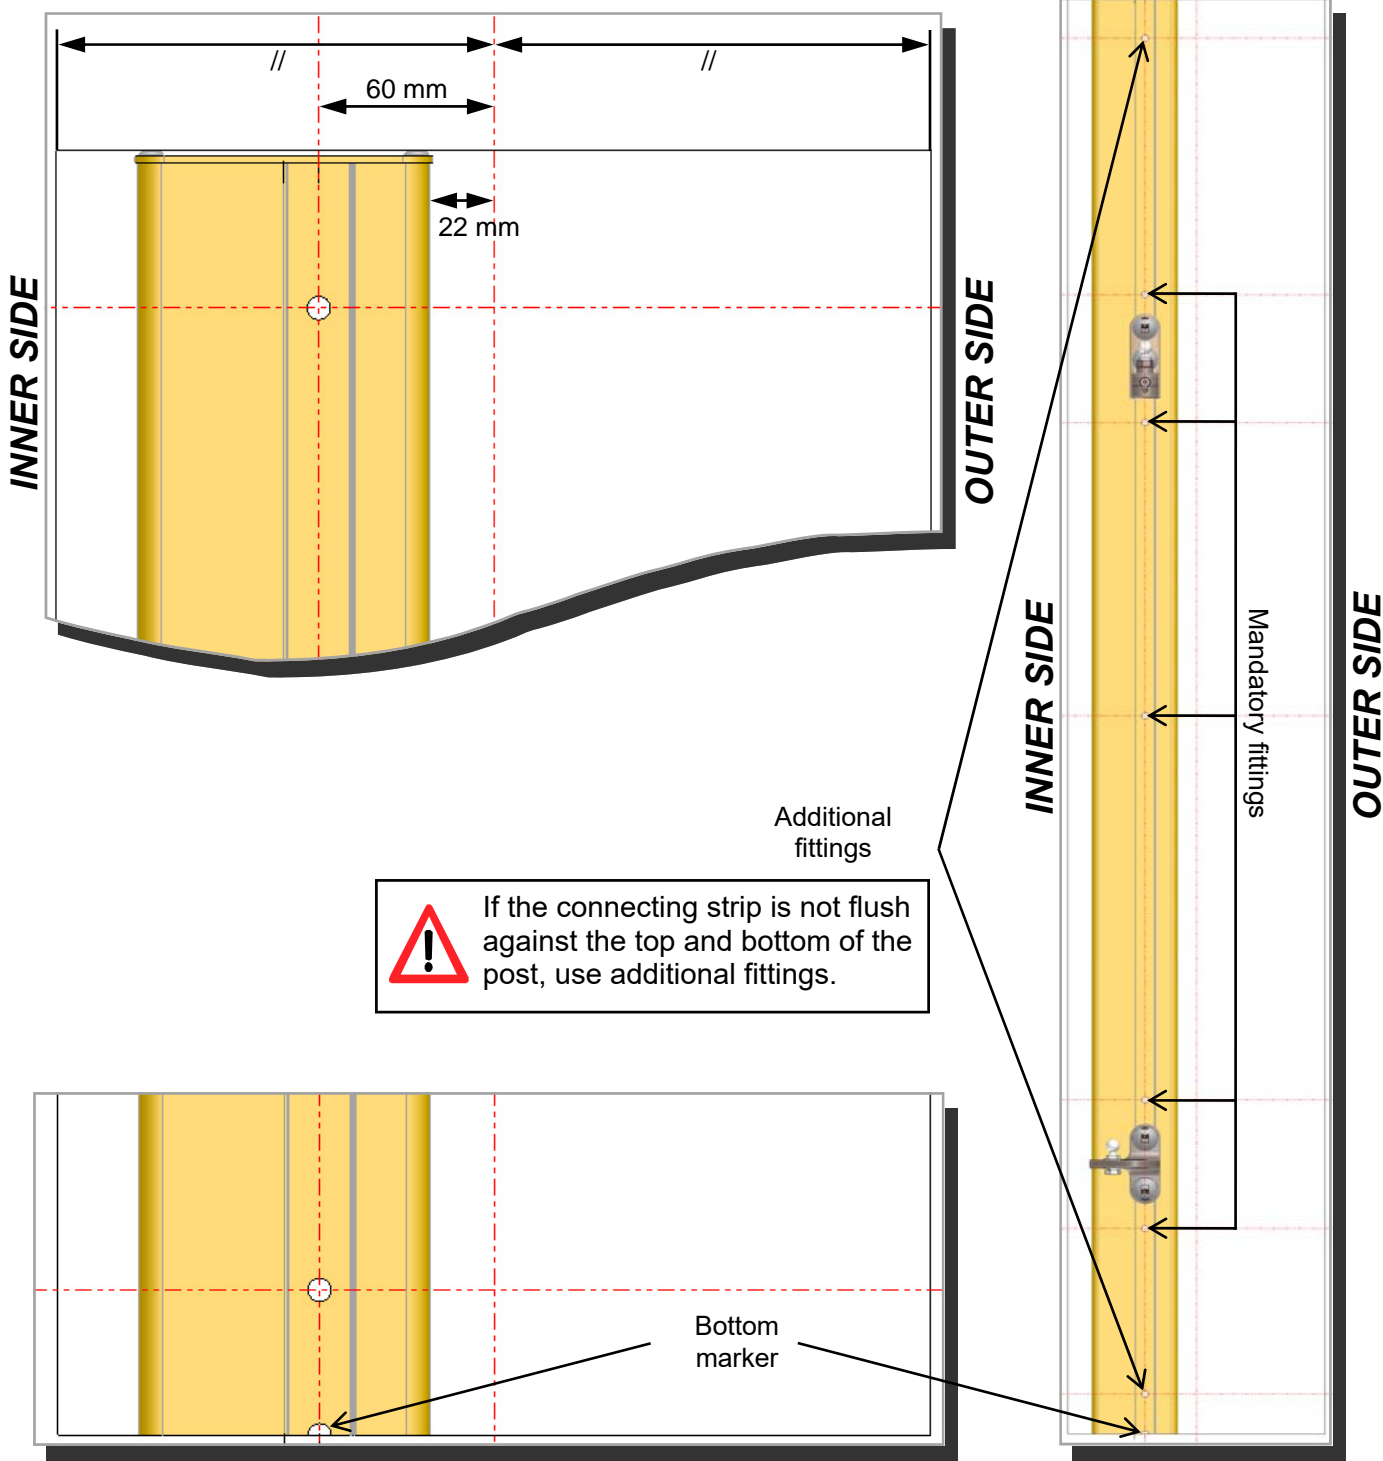 //
//
60 mm
22 mm
INNER SIDE
OUTER SIDE
INNER SIDE
Mandatory fittings
OUTER SIDE
Additional
fittings
If the connecting strip is not flush
against the top and bottom of the
post, use additional fittings.
Bottom
marker